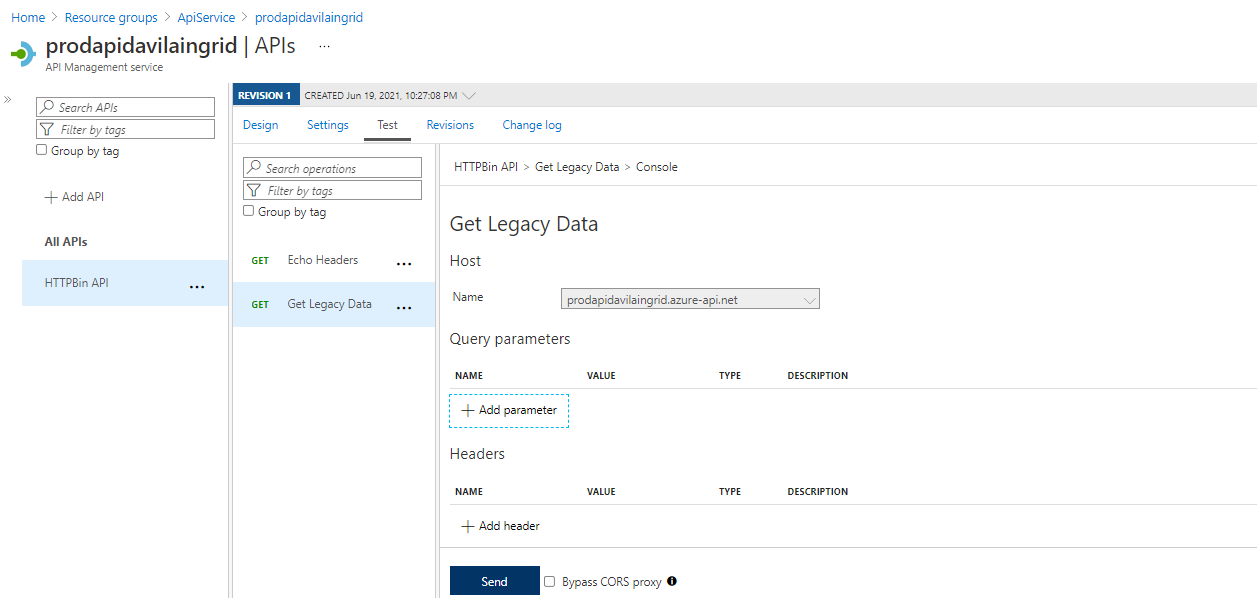 Home > Resource groups > ApiService > prodapidavilaingrid
prodapidavilaingrid | APIs ...
API Management service
»
Search APIs
Filter by tags
Group by tag
+ Add API
All APIs
HTTPBin API ...
REVISION 1 CREATED Jun 19, 2021, 10:27:08 PM
Design Settings Test Revisions Change log
Search operations
Filter by tags
Group by tag
GET Echo Headers ...
GET Get Legacy Data ...
HTTPBin API > Get Legacy Data > Console
Get Legacy Data
Host
Name prodapidavilaingrid.azure-api.net
Query parameters
NAME VALUE TYPE DESCRIPTION
+ Add parameter
Headers
NAME VALUE TYPE DESCRIPTION
+ Add header
Send Bypass CORS proxy